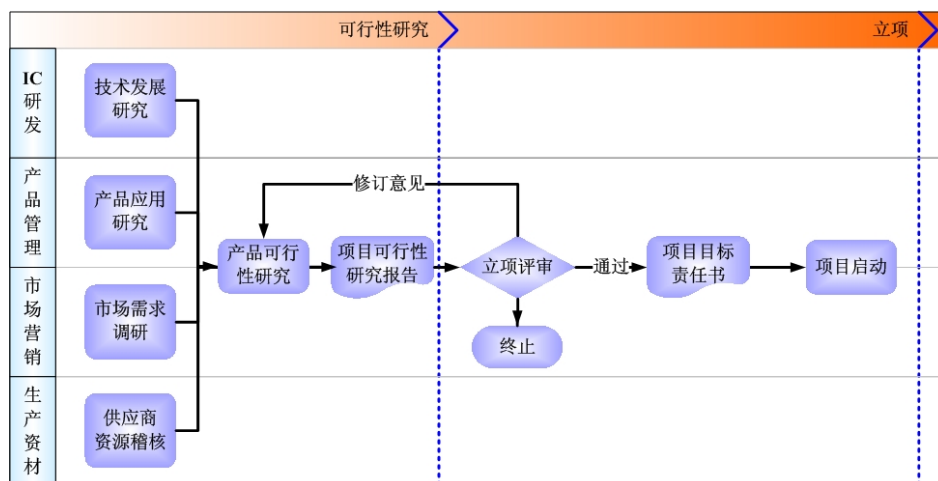 可行性研究
立项
IC
研
发
技术发展
研究
产
品
管
理
产品应用
研究
修订意见
产品可行
性研究
项目可行性
研究报告
立项评审
通过
项目目标
责任书
项目启动
市
场
营
销
市场需求
调研
终止
生
产
资
材
供应商
资源稽核